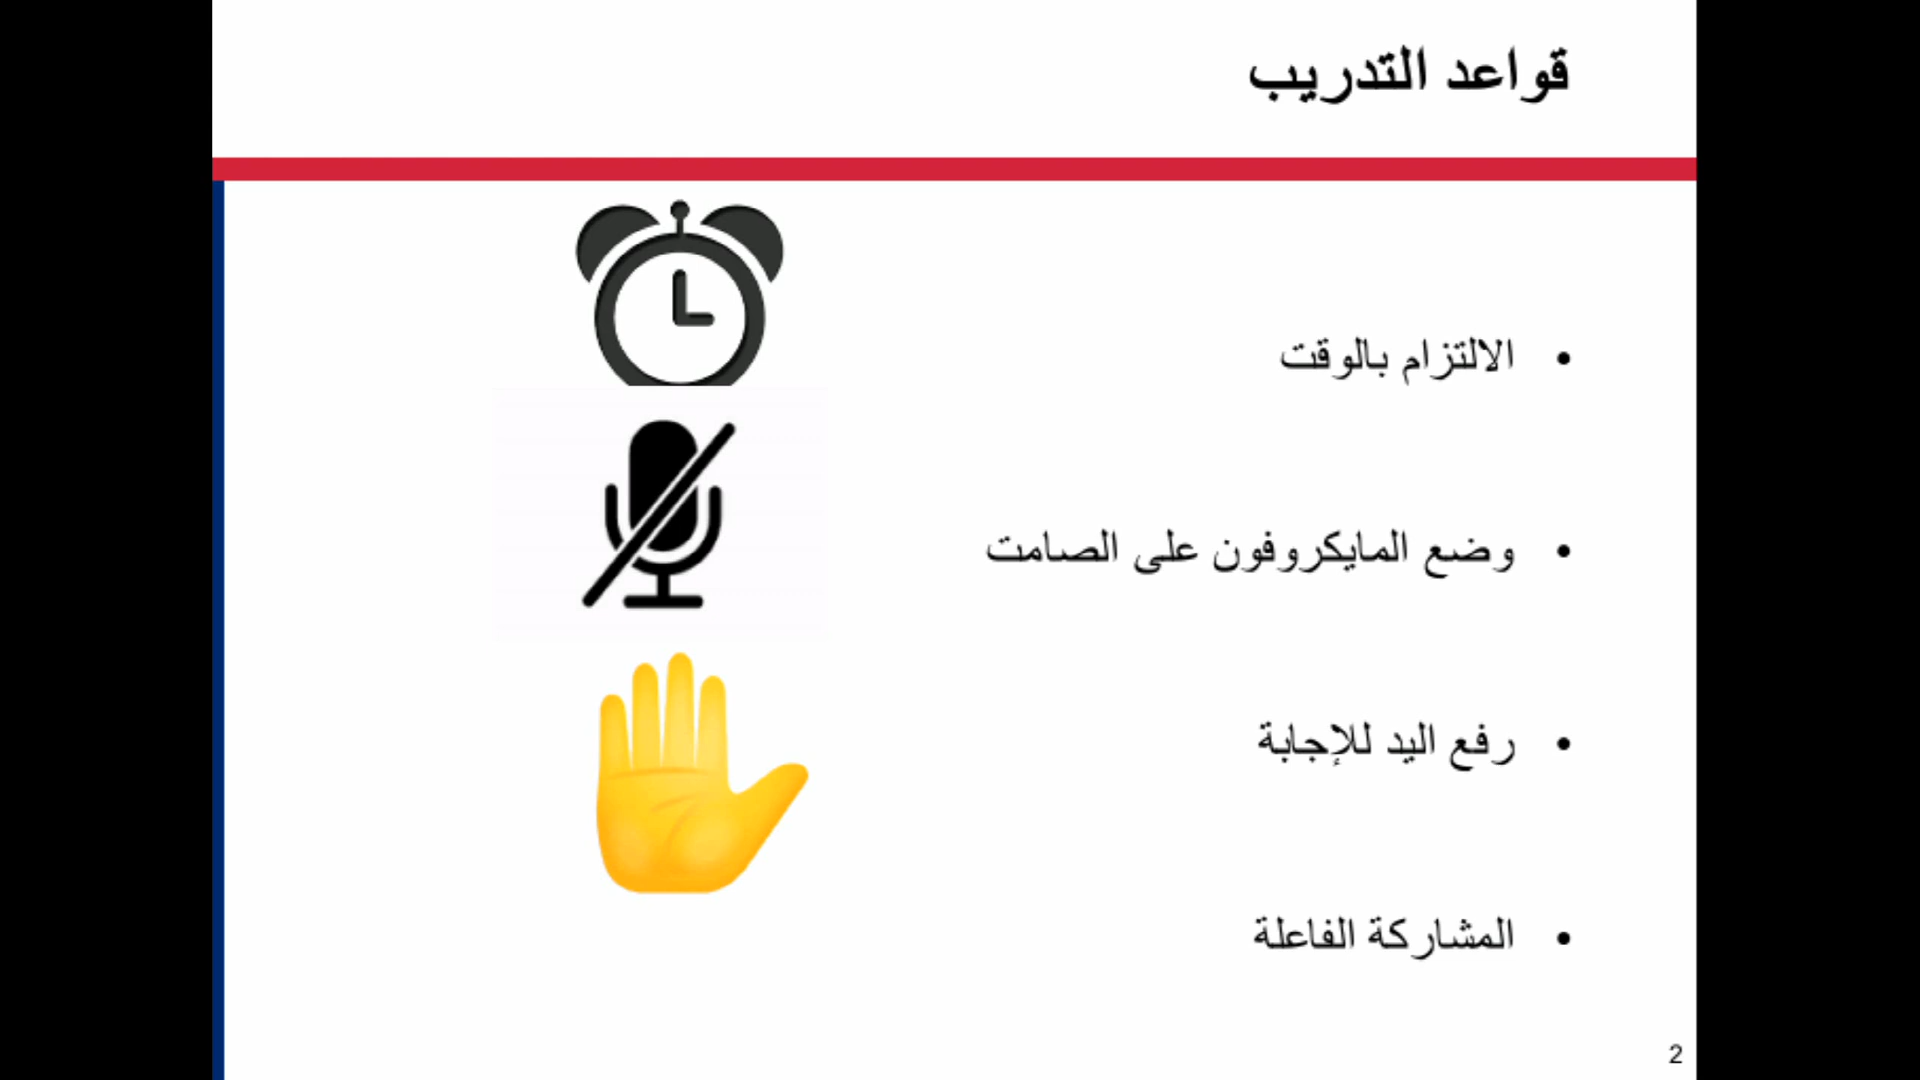 قواعد التدريب
• الالتزام بالوقت
• وضع المايكروفون على الصامت
• رفع اليد للإجابة
• المشاركة الفاعلة
2